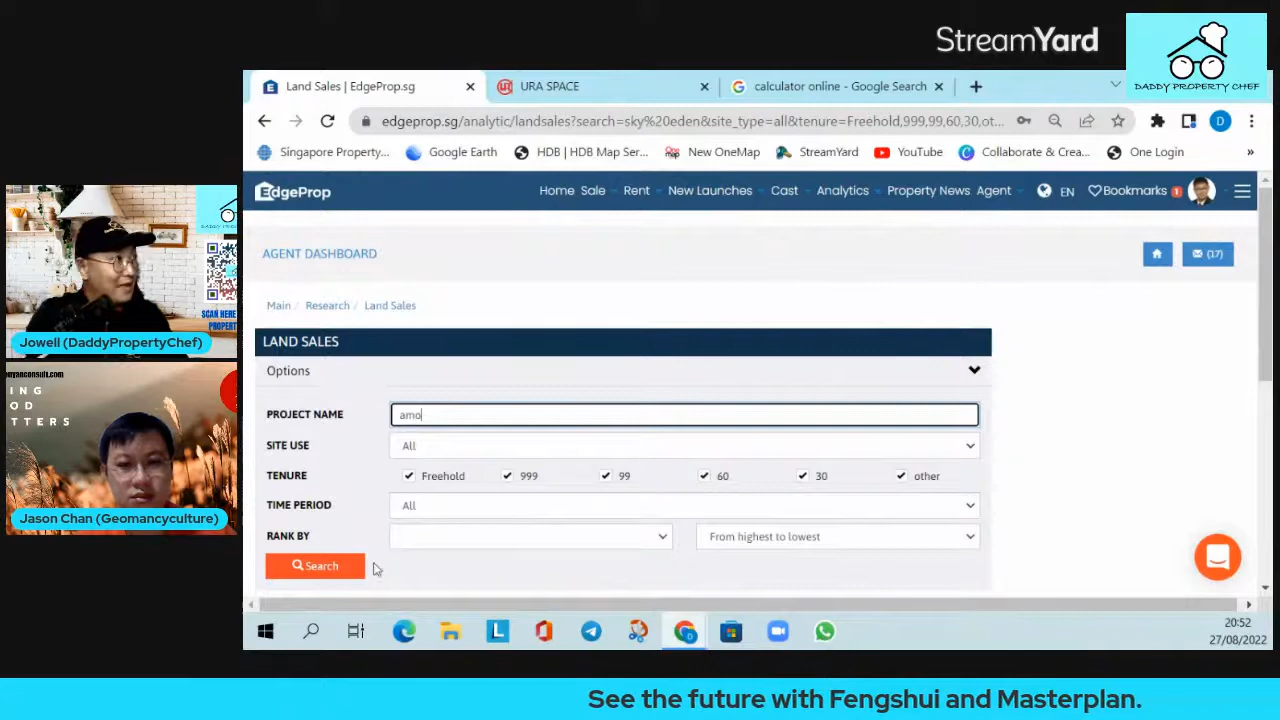 StreamYard
DADDY PROPERTY CHEF
Land Sales | EdgeProp.sg
URA SPACE
calculator online - Google Search
edgeprop.sg/analytic/landsales?search=sky%20eden&site_type=all&tenure=Freehold,999,99,60,30,ot...
D
Singapore Property...
Google Earth
HDB | HDB Map Ser...
New OneMap
StreamYard
YouTube
Collaborate & Crea...
One Login
»
EdgeProp
Home Sale Rent New Launches Cast Analytics Property News Agent EN Bookmarks 1
AGENT DASHBOARD
(17)
Main / Research / Land Sales
LAND SALES
Options
PROJECT NAME
amo
SITE USE
All
TENURE
Freehold 999 99 60 30 other
TIME PERIOD
All
RANK BY
From highest to lowest
Search
20:52
27/08/2022
SCAN HERE
Jowell (DaddyPropertyChef)
Jason Chan (Geomancyculture)
See the future with Fengshui and Masterplan.